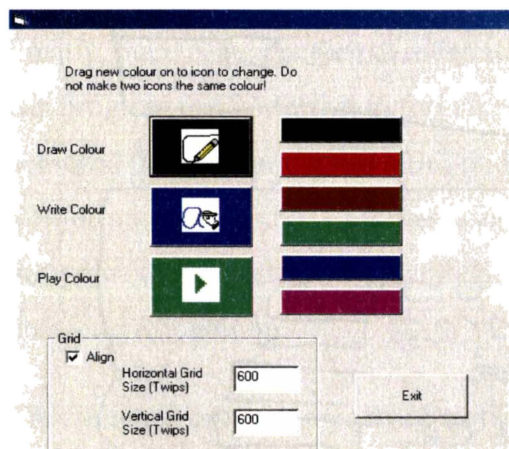 Drag new colour on to icon to change. Do
not make two icons the same colour!
Draw Colour
Write Colour
Play Colour
Grid
Align
Horizontal Grid
Size (Twips)
600
Vertical Grid
Size (Twips)
600
Exit